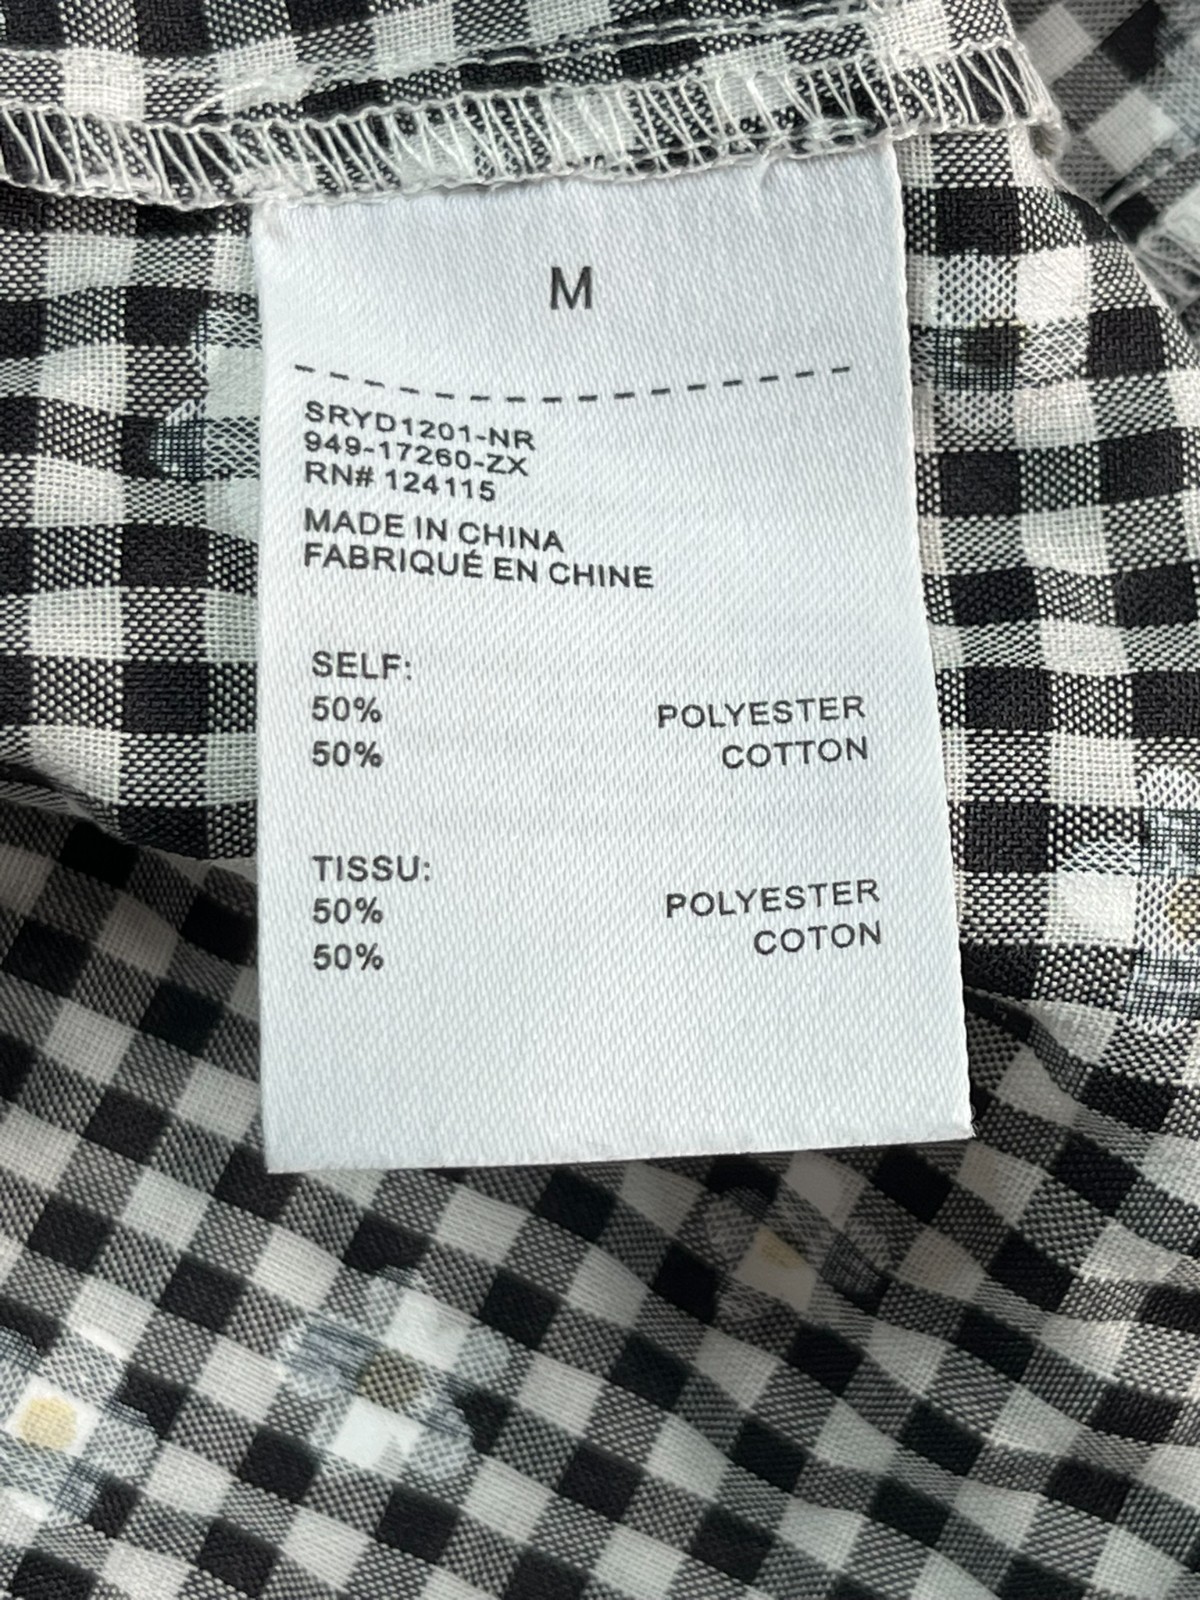 M
SRYD1201-NR
949-17260-ZX
RN# 124115
MADE IN CHINA
FABRIQUÉ EN CHINE
SELF:
50% POLYESTER
50% COTTON
TISSU:
50% POLYESTER
50% COTON